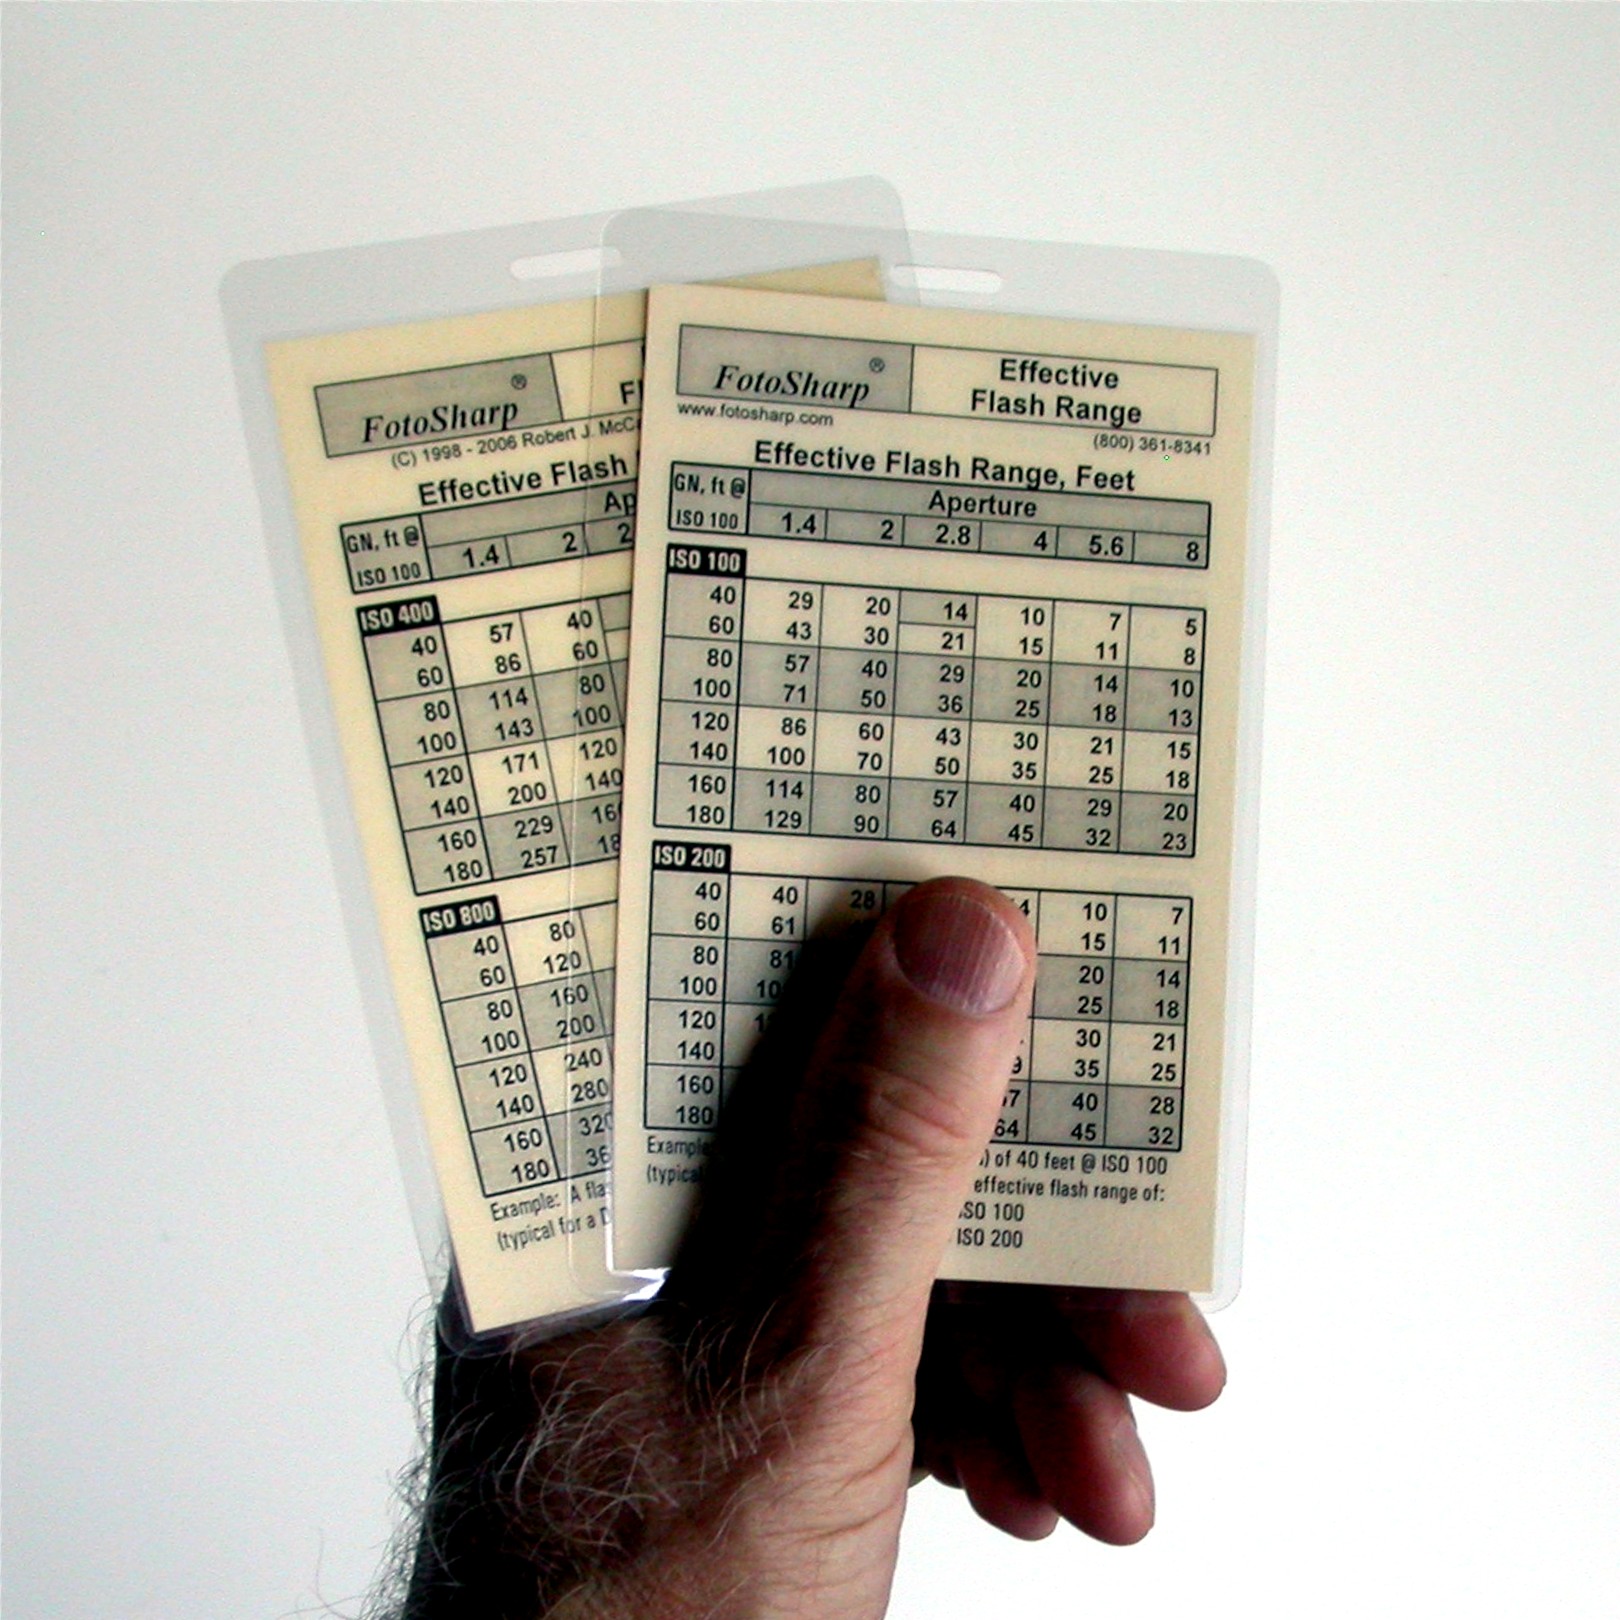 FotoSharp ®
Fl
(C) 1998 - 2006 Robert J.
Effective Flash
GN, ft @
ISO 100
1.4 2
ISO 400
40 57 40
60 86 60
80 114 80
100 143 100
120 171 120
140 200 140
160 229
180 257
ISO 800
40 80
60 120
80 160
100 200
120 240
140 280
160 320
180
Example: A
(typical for a
FotoSharp ®
Effective
Flash Range
www.fotosharp.com
(800) 361-8341
Effective Flash Range, Feet
GN, ft @ Aperture
ISO 100 1.4 2 2.8 4 5.6 8
ISO 100
40 29 20 14 10 7 5
60 43 30 21 15 11 8
80 57 40 29 20 14 10
100 71 50 36 25 18 13
120 86 60 43 30 21 15
140 100 70 50 35 25 18
160 114 80 57 40 29 20
180 129 90 64 45 32 23
ISO 200
40 40 28 10 7
60 61 15 11
80 81 20 14
100 25 18
120 30 21
140 35 25
160 40 28
180 64 45 32
Example of 40 feet @ ISO 100
effective flash range of:
ISO 100
ISO 200